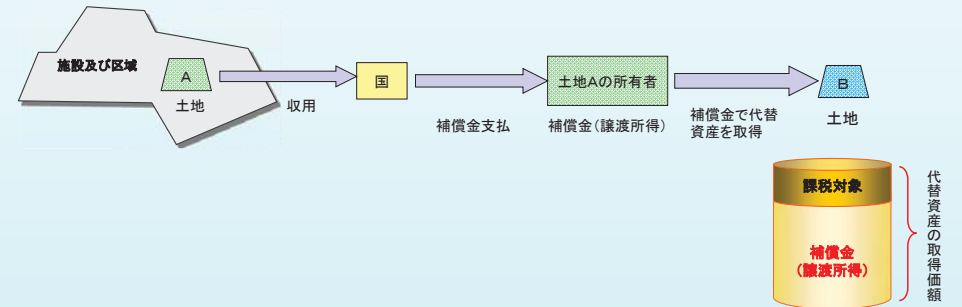 施設及び区域
A
土地
収用
国
補償金支払
土地Aの所有者
補償金(譲渡所得)
補償金で代替
資産を取得
B
土地
課税対象
補償金
(譲渡所得)
代替資産の取得価額